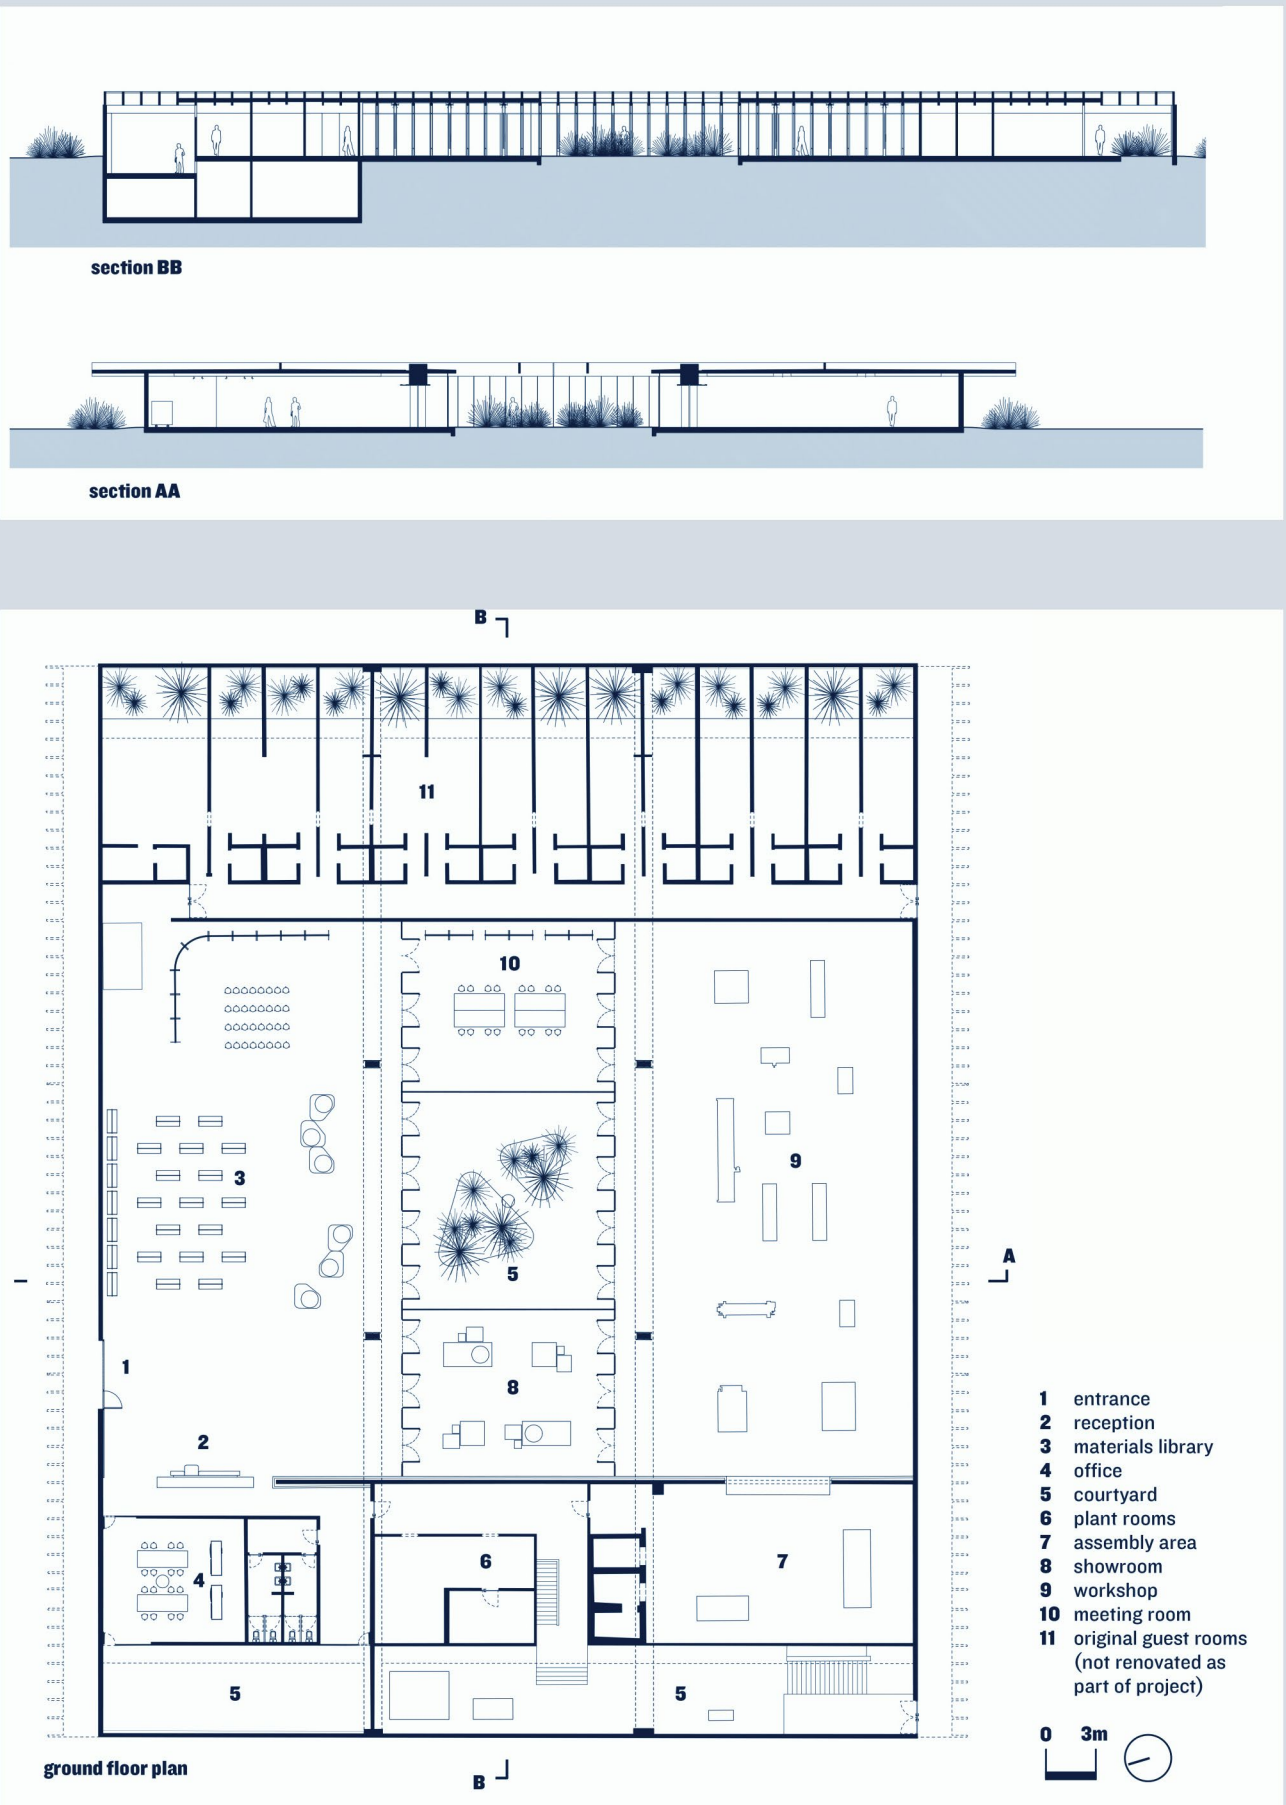 section BB
section AA
B
11
10
3
9
5
A
1
8
2
6
7
4
5
5
1 entrance
2 reception
3 materials library
4 office
5 courtyard
6 plant rooms
7 assembly area
8 showroom
9 workshop
10 meeting room
11 original guest rooms
(not renovated as
part of project)
0 3m
ground floor plan
B